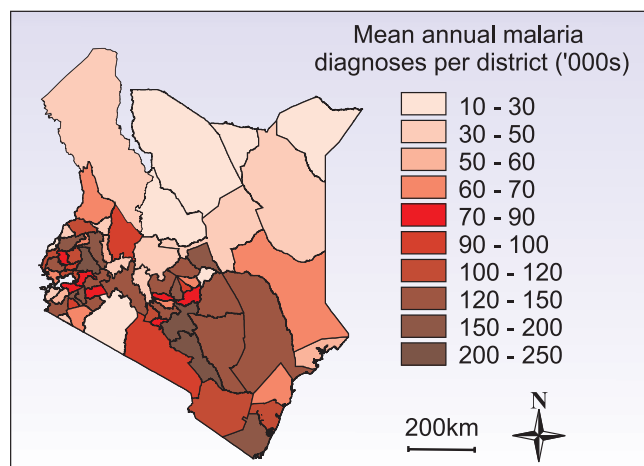 Mean annual malaria
diagnoses per district ('000s)
10 - 30
30 - 50
50 - 60
60 - 70
70 - 90
90 - 100
100 - 120
120 - 150
150 - 200
200 - 250
200km
N